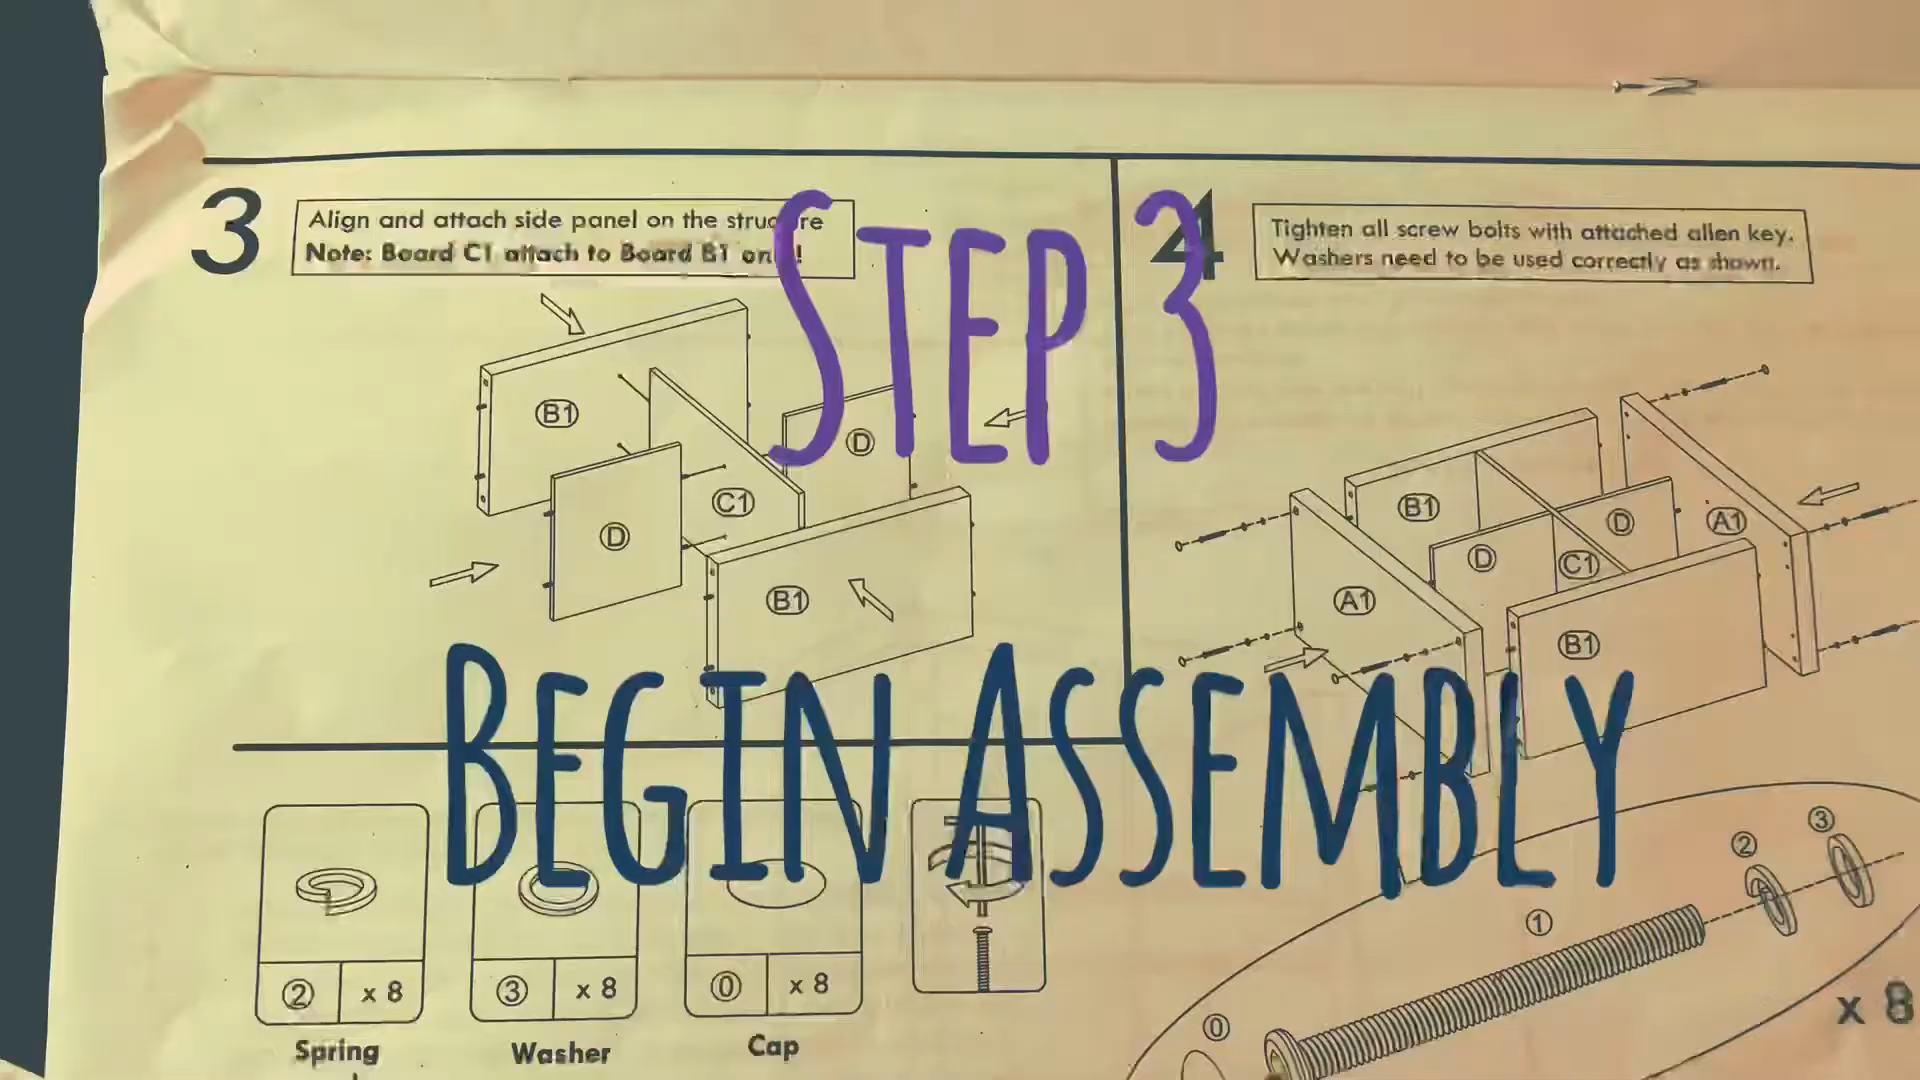 3
Align and attach side panel on the structure
Note: Board C1 attach to Board B1 only!
B1
D
C1
D
B1
4
Tighten all screw bolts with attached allen key.
Washers need to be used correctly as shown.
B1
D
A1
D
C1
A1
B1
STEP 3
BEGIN ASSEMBLY
2 x 8
Spring
3 x 8
Washer
0 x 8
Cap
3
2
1
0
x 8